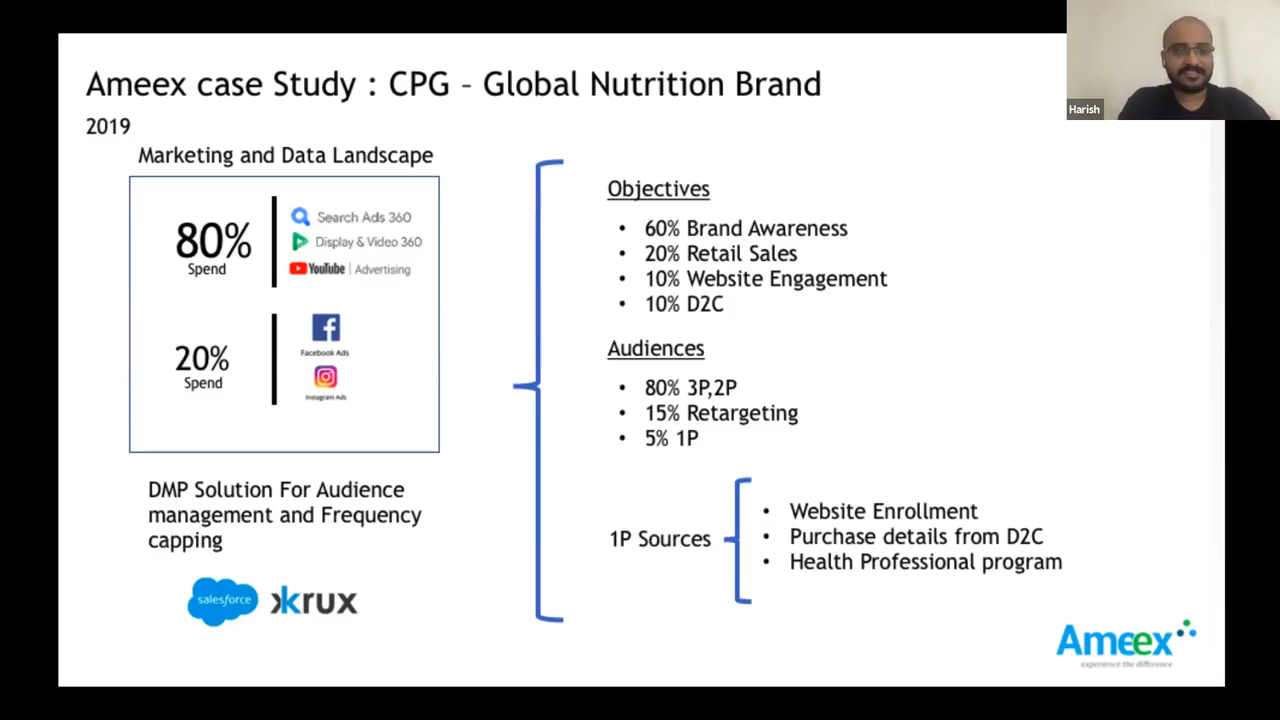 Ameex case Study : CPG – Global Nutrition Brand
2019
Harish
Marketing and Data Landscape
80%
Spend
Search Ads 360
Display & Video 360
YouTube | Advertising
20%
Spend
Facebook Ads
Instagram Ads
DMP Solution For Audience
management and Frequency
capping
salesforce
krux
Objectives
• 60% Brand Awareness
• 20% Retail Sales
• 10% Website Engagement
• 10% D2C
Audiences
• 80% 3P,2P
• 15% Retargeting
• 5% 1P
1P Sources
• Website Enrollment
• Purchase details from D2C
• Health Professional program
Ameex
experience the difference